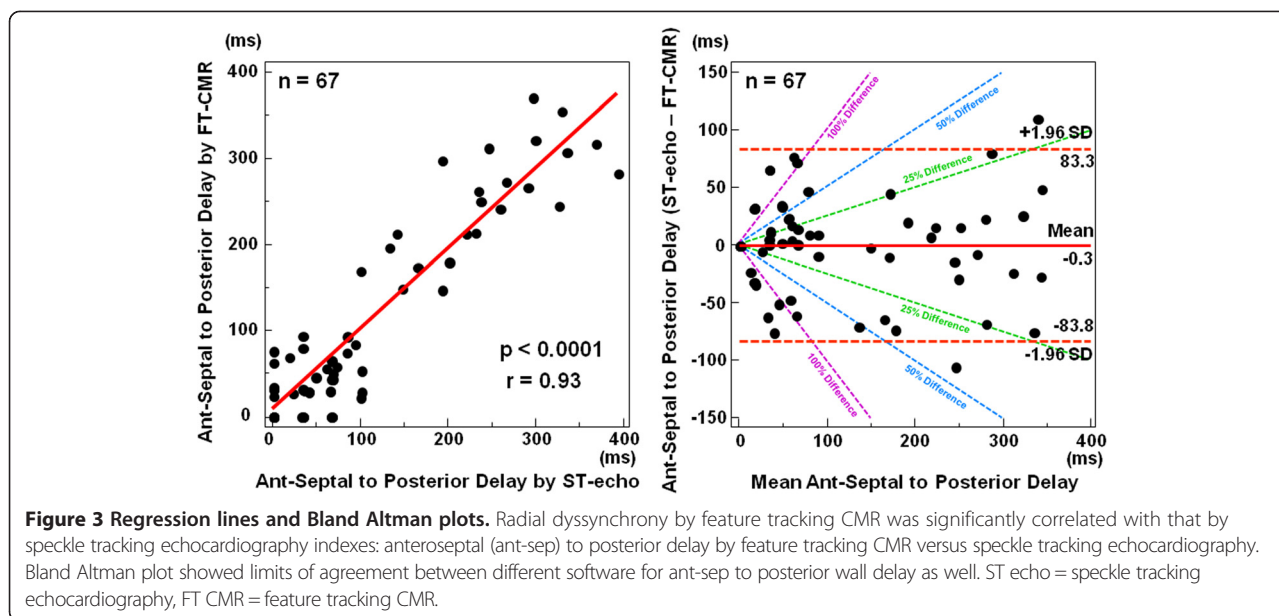 (ms)
400
300
200
100
0
n = 67
p < 0.0001
r = 0.93
0 100 200 300 400
(ms)
Ant-Septal to Posterior Delay by FT-CMR
Ant-Septal to Posterior Delay by ST-echo
(ms)
150
100
50
0
-50
-100
-150
n = 67
100% Difference
50% Difference
25% Difference
+1.96 SD
83.3
Mean
-0.3
25% Difference
-83.8
-1.96 SD
50% Difference
100% Difference
0 100 200 300 400
(ms)
Ant-Septal to Posterior Delay (ST-echo – FT-CMR)
Mean Ant-Septal to Posterior Delay
Figure 3 Regression lines and Bland Altman plots. Radial dyssynchrony by feature tracking CMR was significantly correlated with that by
speckle tracking echocardiography indexes: anteroseptal (ant-sep) to posterior delay by feature tracking CMR versus speckle tracking echocardiography.
Bland Altman plot showed limits of agreement between different software for ant-sep to posterior wall delay as well. ST echo = speckle tracking
echocardiography, FT CMR = feature tracking CMR.